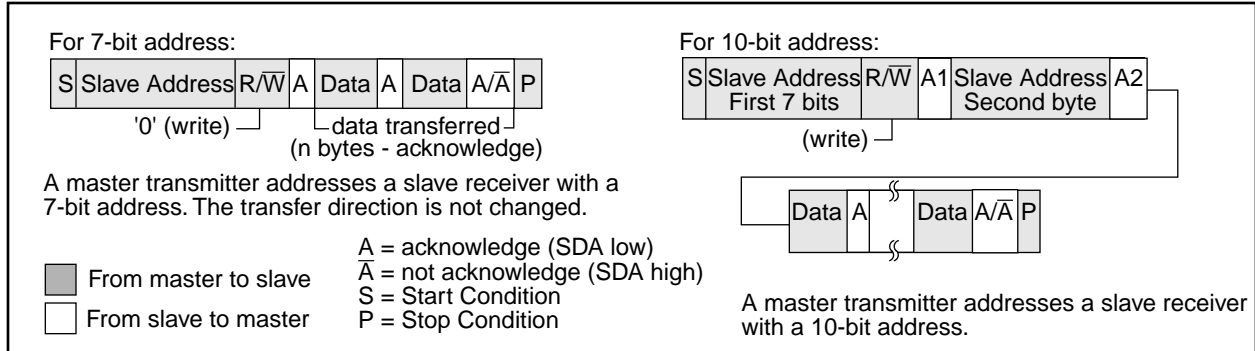 For 7-bit address:
S Slave Address R/W̅ A Data A Data A/A̅ P
'0' (write)
data transferred
(n bytes - acknowledge)
A master transmitter addresses a slave receiver with a
7-bit address. The transfer direction is not changed.
From master to slave
From slave to master
A = acknowledge (SDA low)
A̅ = not acknowledge (SDA high)
S = Start Condition
P = Stop Condition
For 10-bit address:
S Slave Address R/W̅ A1 Slave Address A2
First 7 bits Second byte
(write)
Data A Data A/A̅ P
A master transmitter addresses a slave receiver
with a 10-bit address.